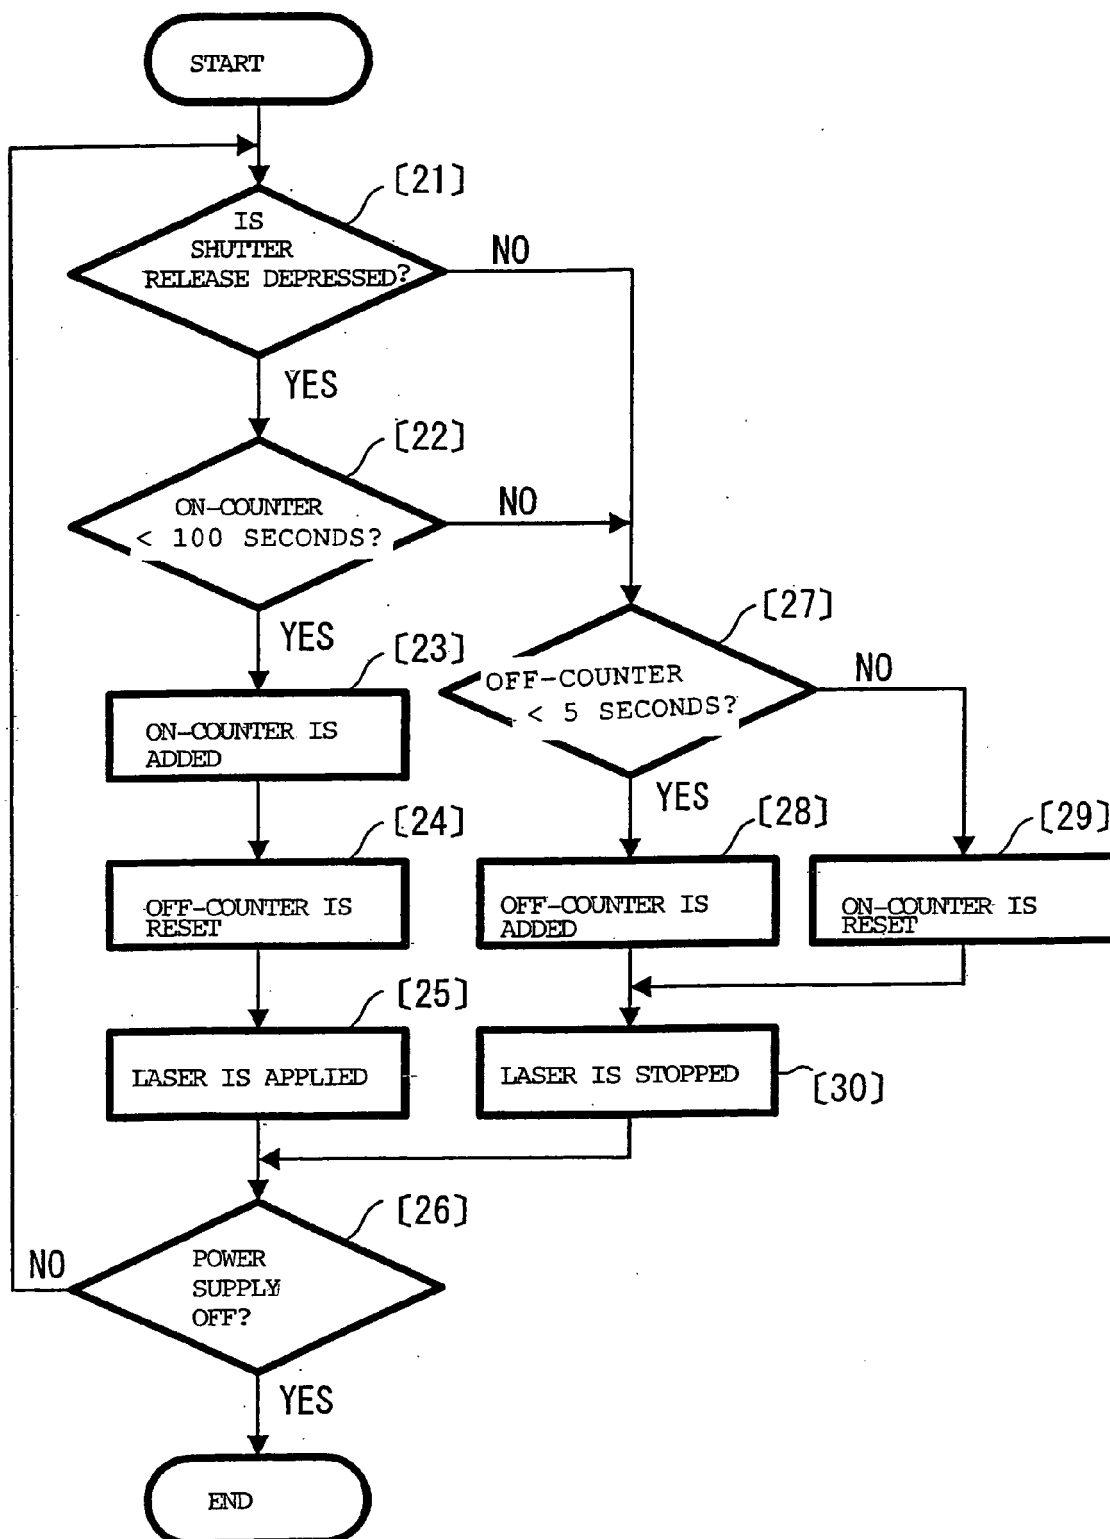 START
[21]
IS
SHUTTER
RELEASE DEPRESSED?
NO
YES
[22]
ON-COUNTER
< 100 SECONDS?
NO
YES
[23]
ON-COUNTER IS
ADDED
[24]
OFF-COUNTER IS
RESET
[25]
LASER IS APPLIED
[27]
OFF-COUNTER
< 5 SECONDS?
NO
YES
[28]
OFF-COUNTER IS
ADDED
[29]
ON-COUNTER IS
RESET
LASER IS STOPPED
[30]
[26]
POWER
SUPPLY
OFF?
NO
YES
END